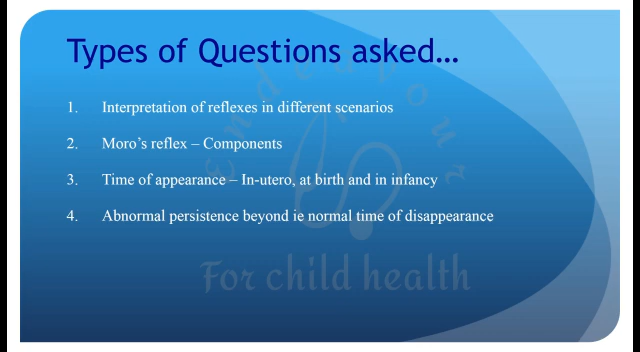 Types of Questions asked…
1. Interpretation of reflexes in different scenarios
2. Moro's reflex – Components
3. Time of appearance – In-utero, at birth and in infancy
4. Abnormal persistence beyond ie normal time of disappearance
For child health